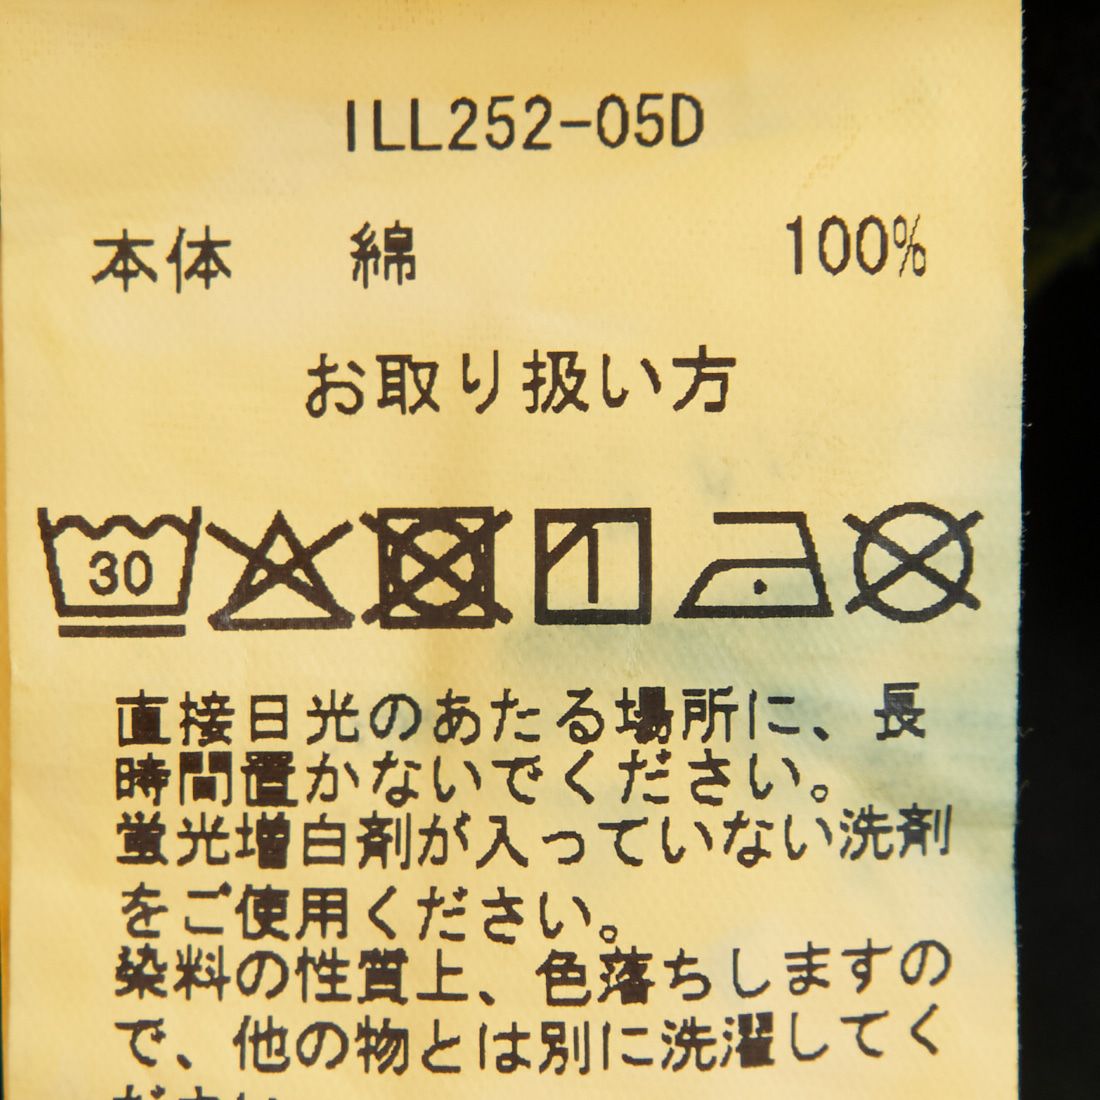 ILL252-05D
本体 綿 100%
お取り扱い方
30
直接日光のあたる場所に、長
時間置かないでください。
蛍光増白剤が入っていない洗剤
をご使用ください。
染料の性質上、色落ちしますの
で、他の物とは別に洗濯してく
ださい